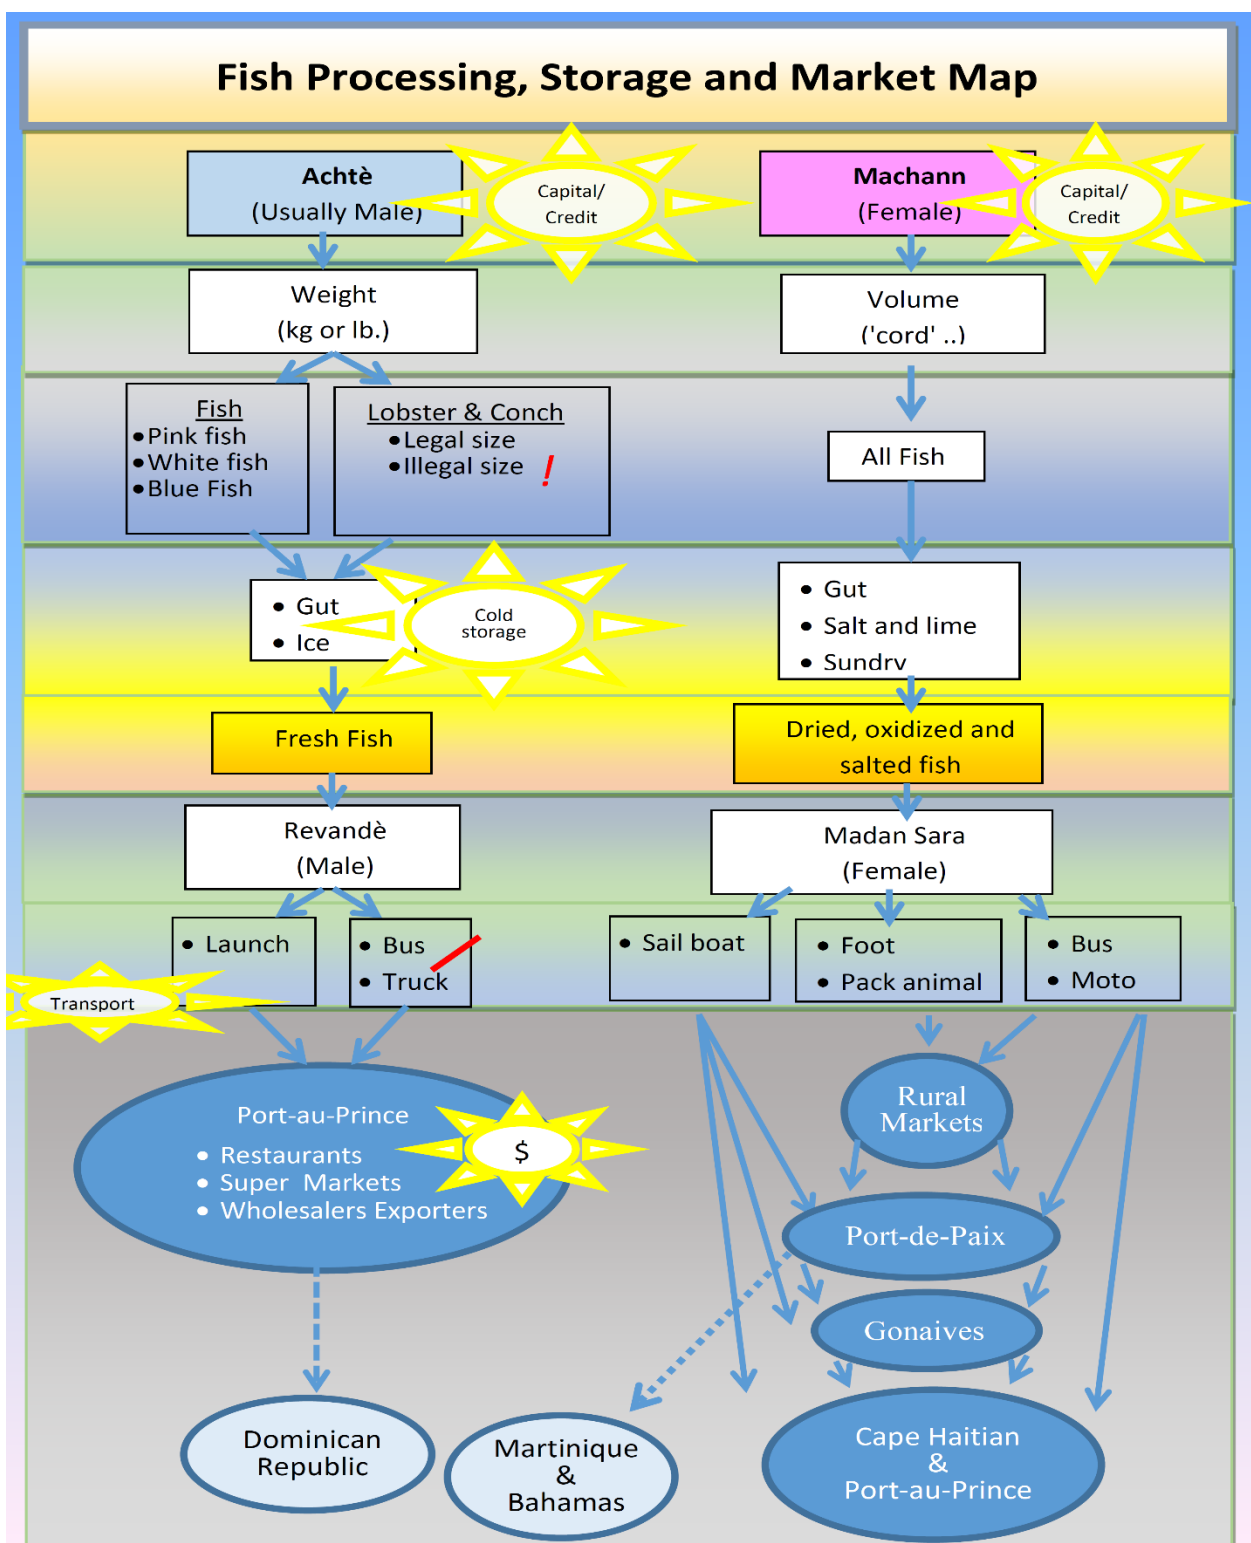 Fish Processing, Storage and Market Map
Achtè
(Usually Male)
Capital/
Credit
Machann
(Female)
Capital/
Credit
Weight
(kg or lb.)
Volume
('cord' ..)
Fish
• Pink fish
• White fish
• Blue Fish
Lobster & Conch
• Legal size
• Illegal size !
All Fish
• Gut
• Ice
Cold
storage
• Gut
• Salt and lime
• Sundry
Fresh Fish
Dried, oxidized and
salted fish
Revandè
(Male)
Madan Sara
(Female)
• Launch
• Bus
• Truck
• Sail boat
• Foot
• Pack animal
• Bus
• Moto
Transport
Port-au-Prince
• Restaurants
• Super Markets
• Wholesalers Exporters
$
Rural
Markets
Port-de-Paix
Gonaives
Dominican
Republic
Martinique
&
Bahamas
Cape Haitian
&
Port-au-Prince